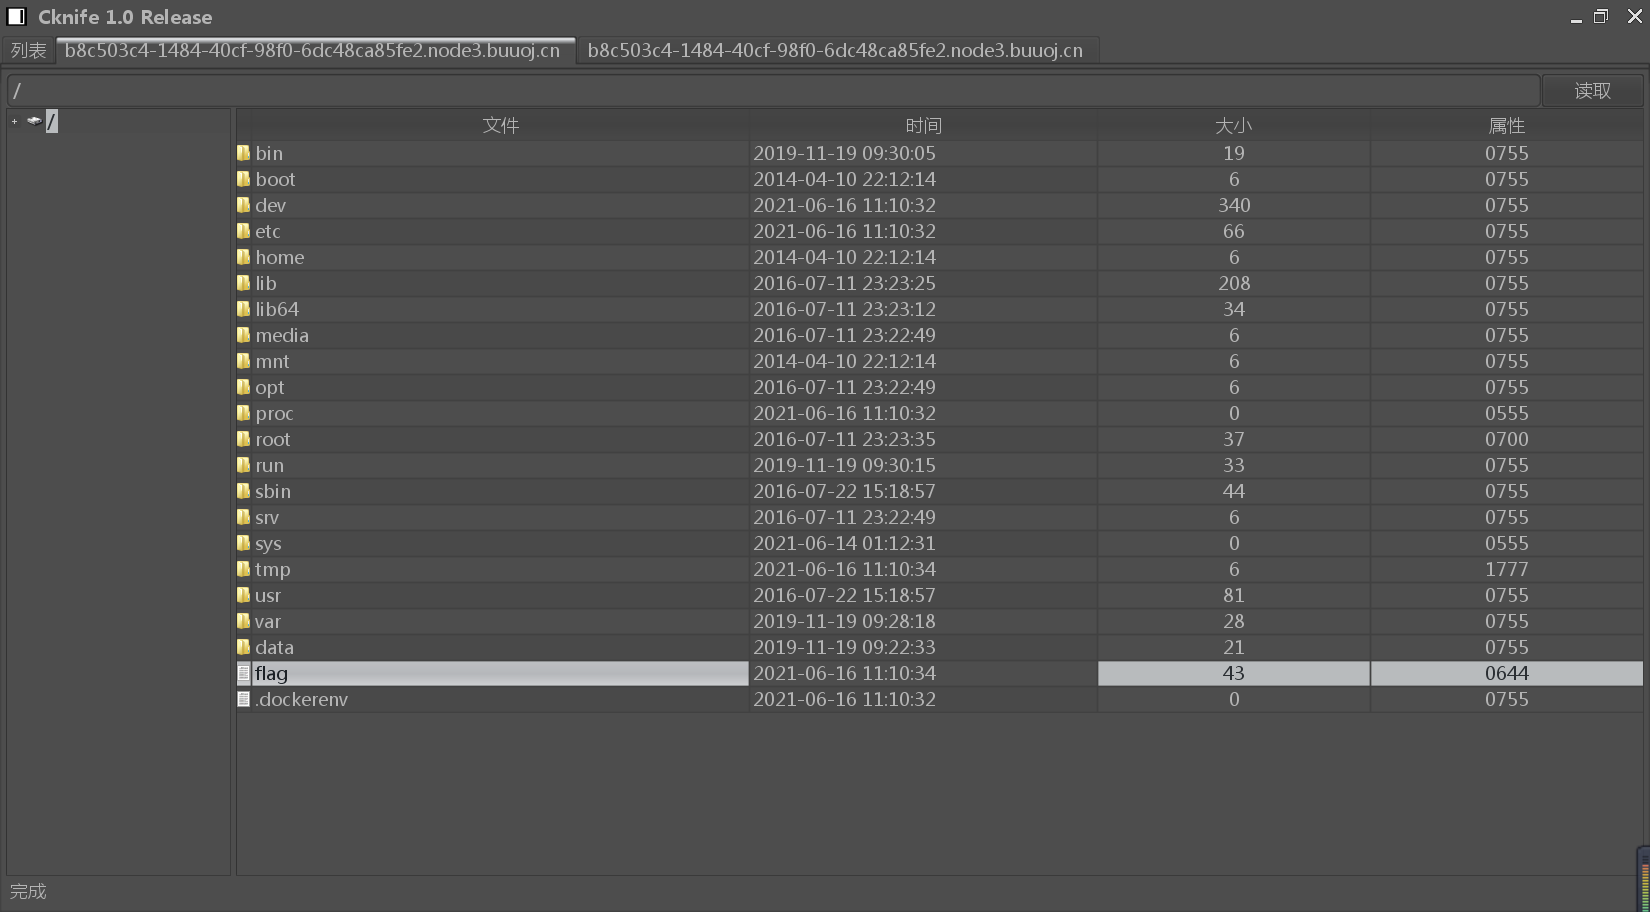 Cknife 1.0 Release
列表 b8c503c4-1484-40cf-98f0-6dc48ca85fe2.node3.buuoj.cn b8c503c4-1484-40cf-98f0-6dc48ca85fe2.node3.buuoj.cn
/ 读取
/ 文件 时间 大小 属性
bin 2019-11-19 09:30:05 19 0755
boot 2014-04-10 22:12:14 6 0755
dev 2021-06-16 11:10:32 340 0755
etc 2021-06-16 11:10:32 66 0755
home 2014-04-10 22:12:14 6 0755
lib 2016-07-11 23:23:25 208 0755
lib64 2016-07-11 23:23:12 34 0755
media 2016-07-11 23:22:49 6 0755
mnt 2014-04-10 22:12:14 6 0755
opt 2016-07-11 23:22:49 6 0755
proc 2021-06-16 11:10:32 0 0555
root 2016-07-11 23:23:35 37 0700
run 2019-11-19 09:30:15 33 0755
sbin 2016-07-22 15:18:57 44 0755
srv 2016-07-11 23:22:49 6 0755
sys 2021-06-14 01:12:31 0 0555
tmp 2021-06-16 11:10:34 6 1777
usr 2016-07-22 15:18:57 81 0755
var 2019-11-19 09:28:18 28 0755
data 2019-11-19 09:22:33 21 0755
flag 2021-06-16 11:10:34 43 0644
.dockerenv 2021-06-16 11:10:32 0 0755
完成